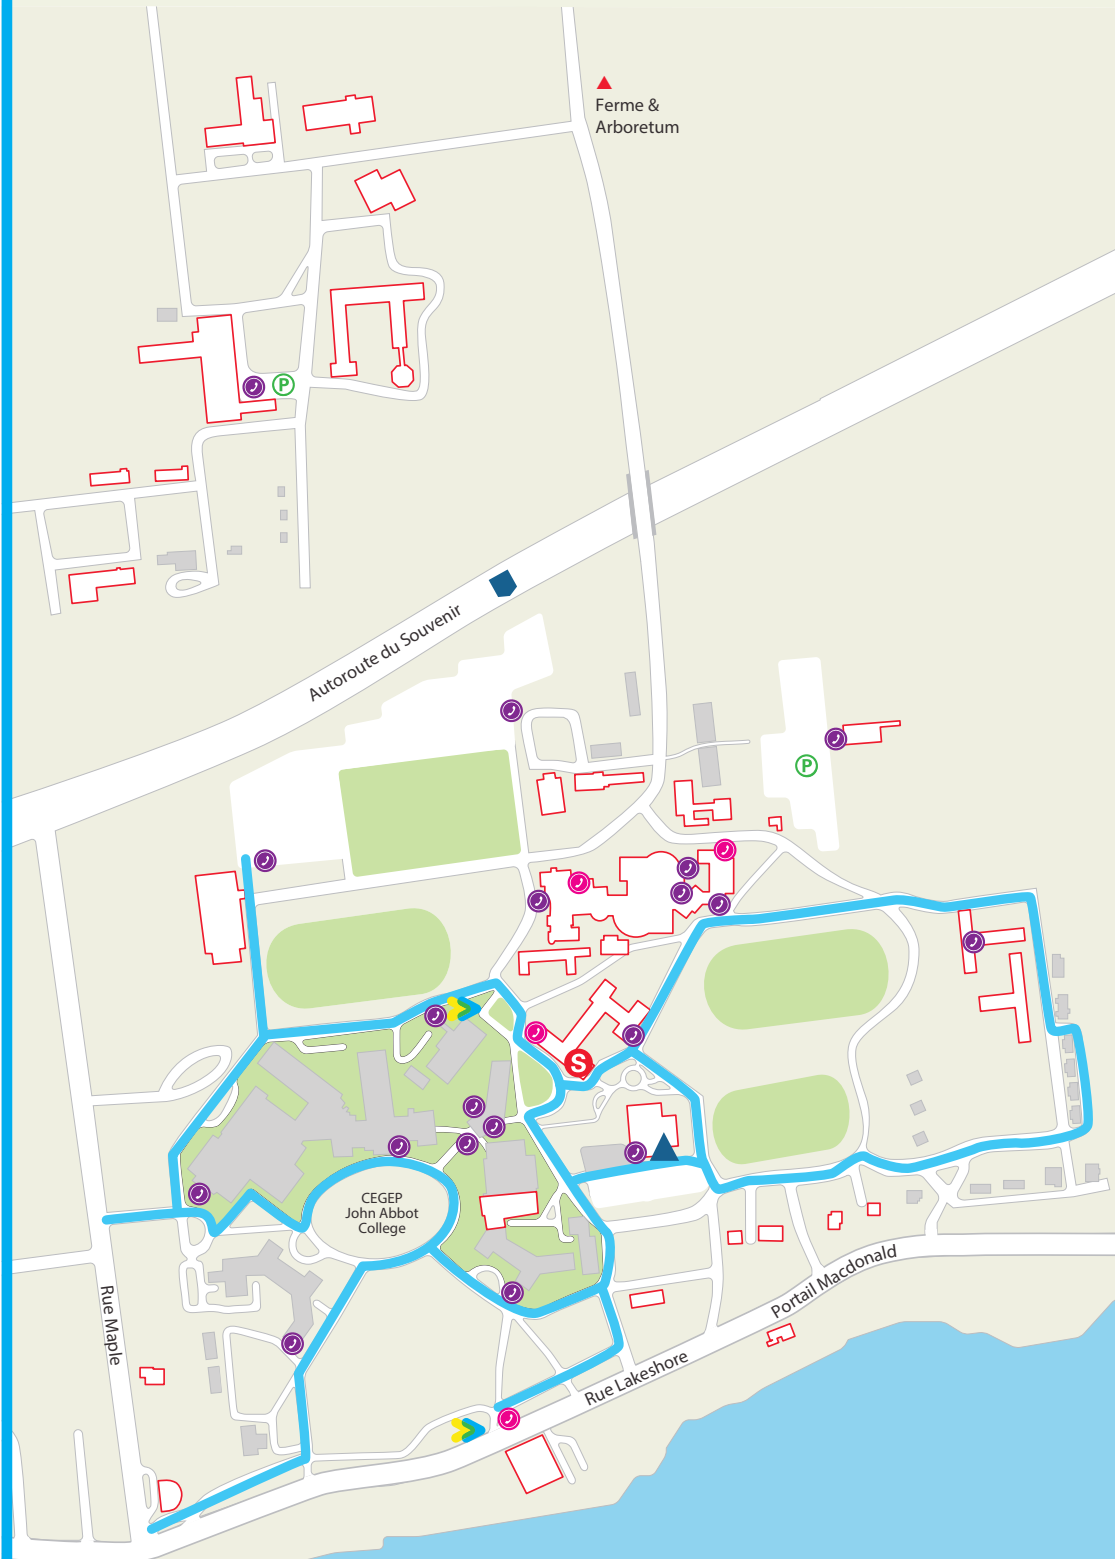 Ferme &
Arboretum
P
Autoroute du Souvenir
P
S
CEGEP
John Abbot
College
Rue Maple
Portail Macdonald
Rue Lakeshore